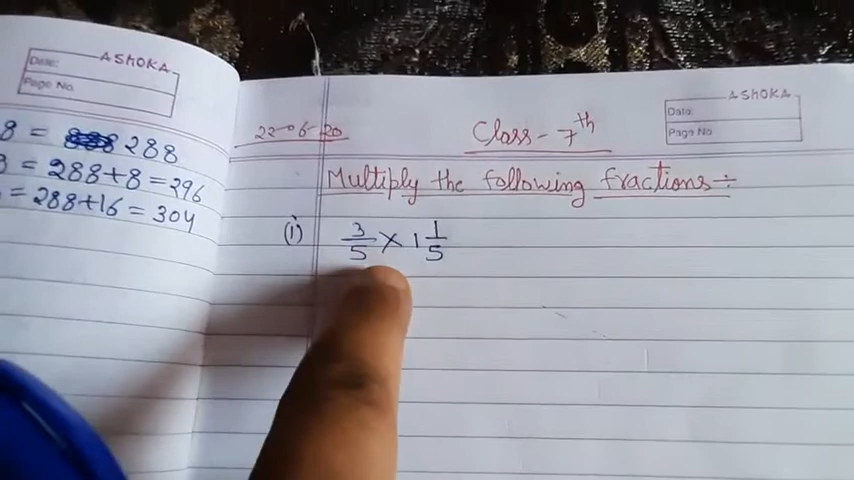 ASHOKA
Date:
Page No.
8 = 288
= 288+8 = 296
= 288+16 = 304
ASHOKA
Date:
Page No
22-06-20
Class - 7th
Multiply the following fractions :-
(i) 3/5 × 1 1/5